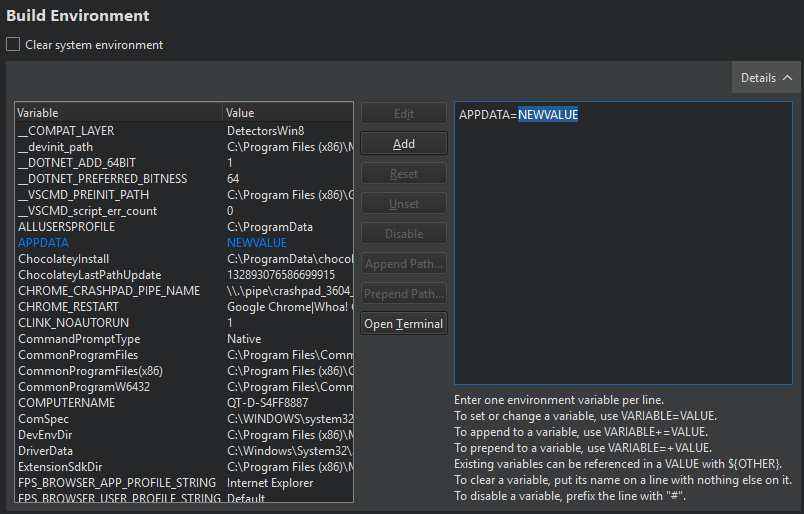 Build Environment
Clear system environment
Details
Variable Value
__COMPAT_LAYER DetectorsWin8
__devinit_path C:\Program Files (x86)\M
__DOTNET_ADD_64BIT 1
__DOTNET_PREFERRED_BITNESS 64
__VSCMD_PREINIT_PATH C:\Program Files (x86)\G
__VSCMD_script_err_count 0
ALLUSERSPROFILE C:\ProgramData
APPDATA NEWVALUE
ChocolateyInstall C:\ProgramData\choco
ChocolateyLastPathUpdate 132893076586699915
CHROME_CRASHPAD_PIPE_NAME \\.\pipe\crashpad_3604_
CHROME_RESTART Google Chrome|Whoa! G
CLINK_NOAUTORUN 1
CommandPromptType Native
CommonProgramFiles C:\Program Files\Comm
CommonProgramFiles(x86) C:\Program Files (x86)\C
CommonProgramW6432 C:\Program Files\Comm
COMPUTERNAME QT-D-S4FF8887
ComSpec C:\WINDOWS\system32
DevEnvDir C:\Program Files (x86)\M
DriverData C:\Windows\System32\
ExtensionSdkDir C:\Program Files (x86)\M
FPS_BROWSER_APP_PROFILE_STRING Internet Explorer
FPS_BROWSER_USER_PROFILE_STRING Default
Edit
Add
Reset
Unset
Disable
Append Path...
Prepend Path...
Open Terminal
APPDATA=NEWVALUE
Enter one environment variable per line.
To set or change a variable, use VARIABLE=VALUE.
To append to a variable, use VARIABLE+=VALUE.
To prepend to a variable, use VARIABLE=+VALUE.
Existing variables can be referenced in a VALUE with ${OTHER}.
To clear a variable, put its name on a line with nothing else on it.
To disable a variable, prefix the line with "#".